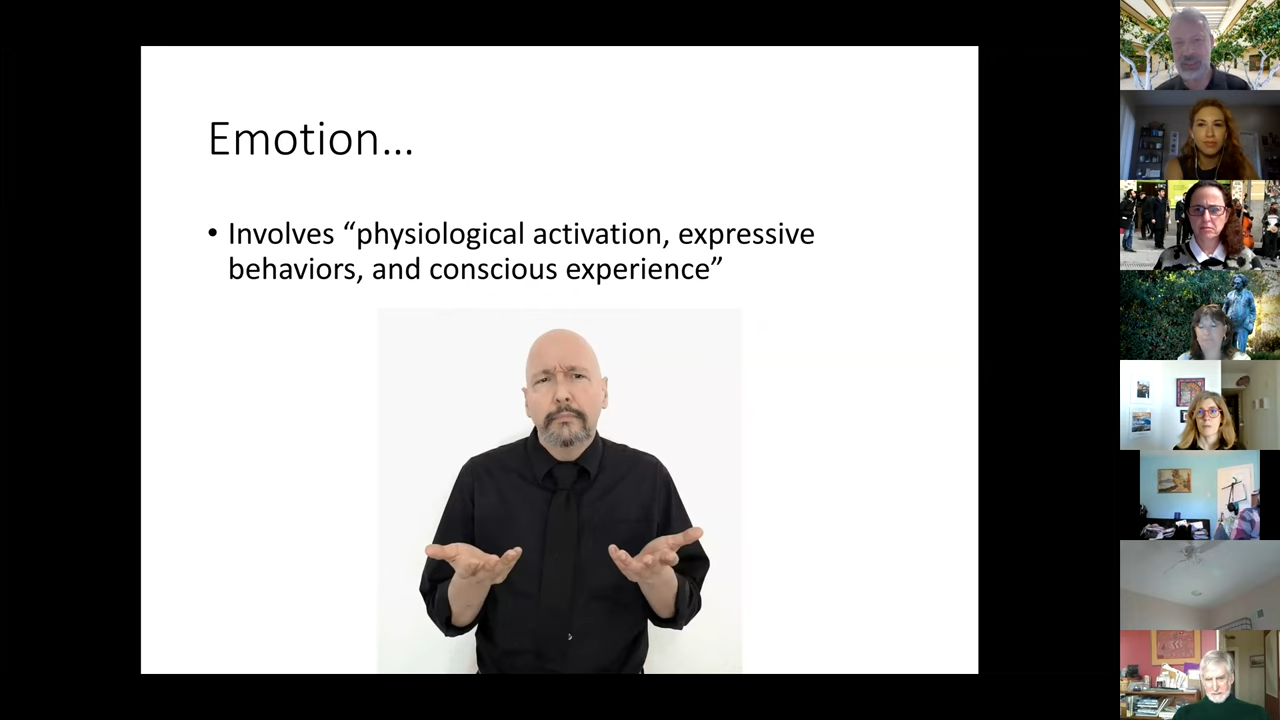 Emotion...
• Involves “physiological activation, expressive
behaviors, and conscious experience”